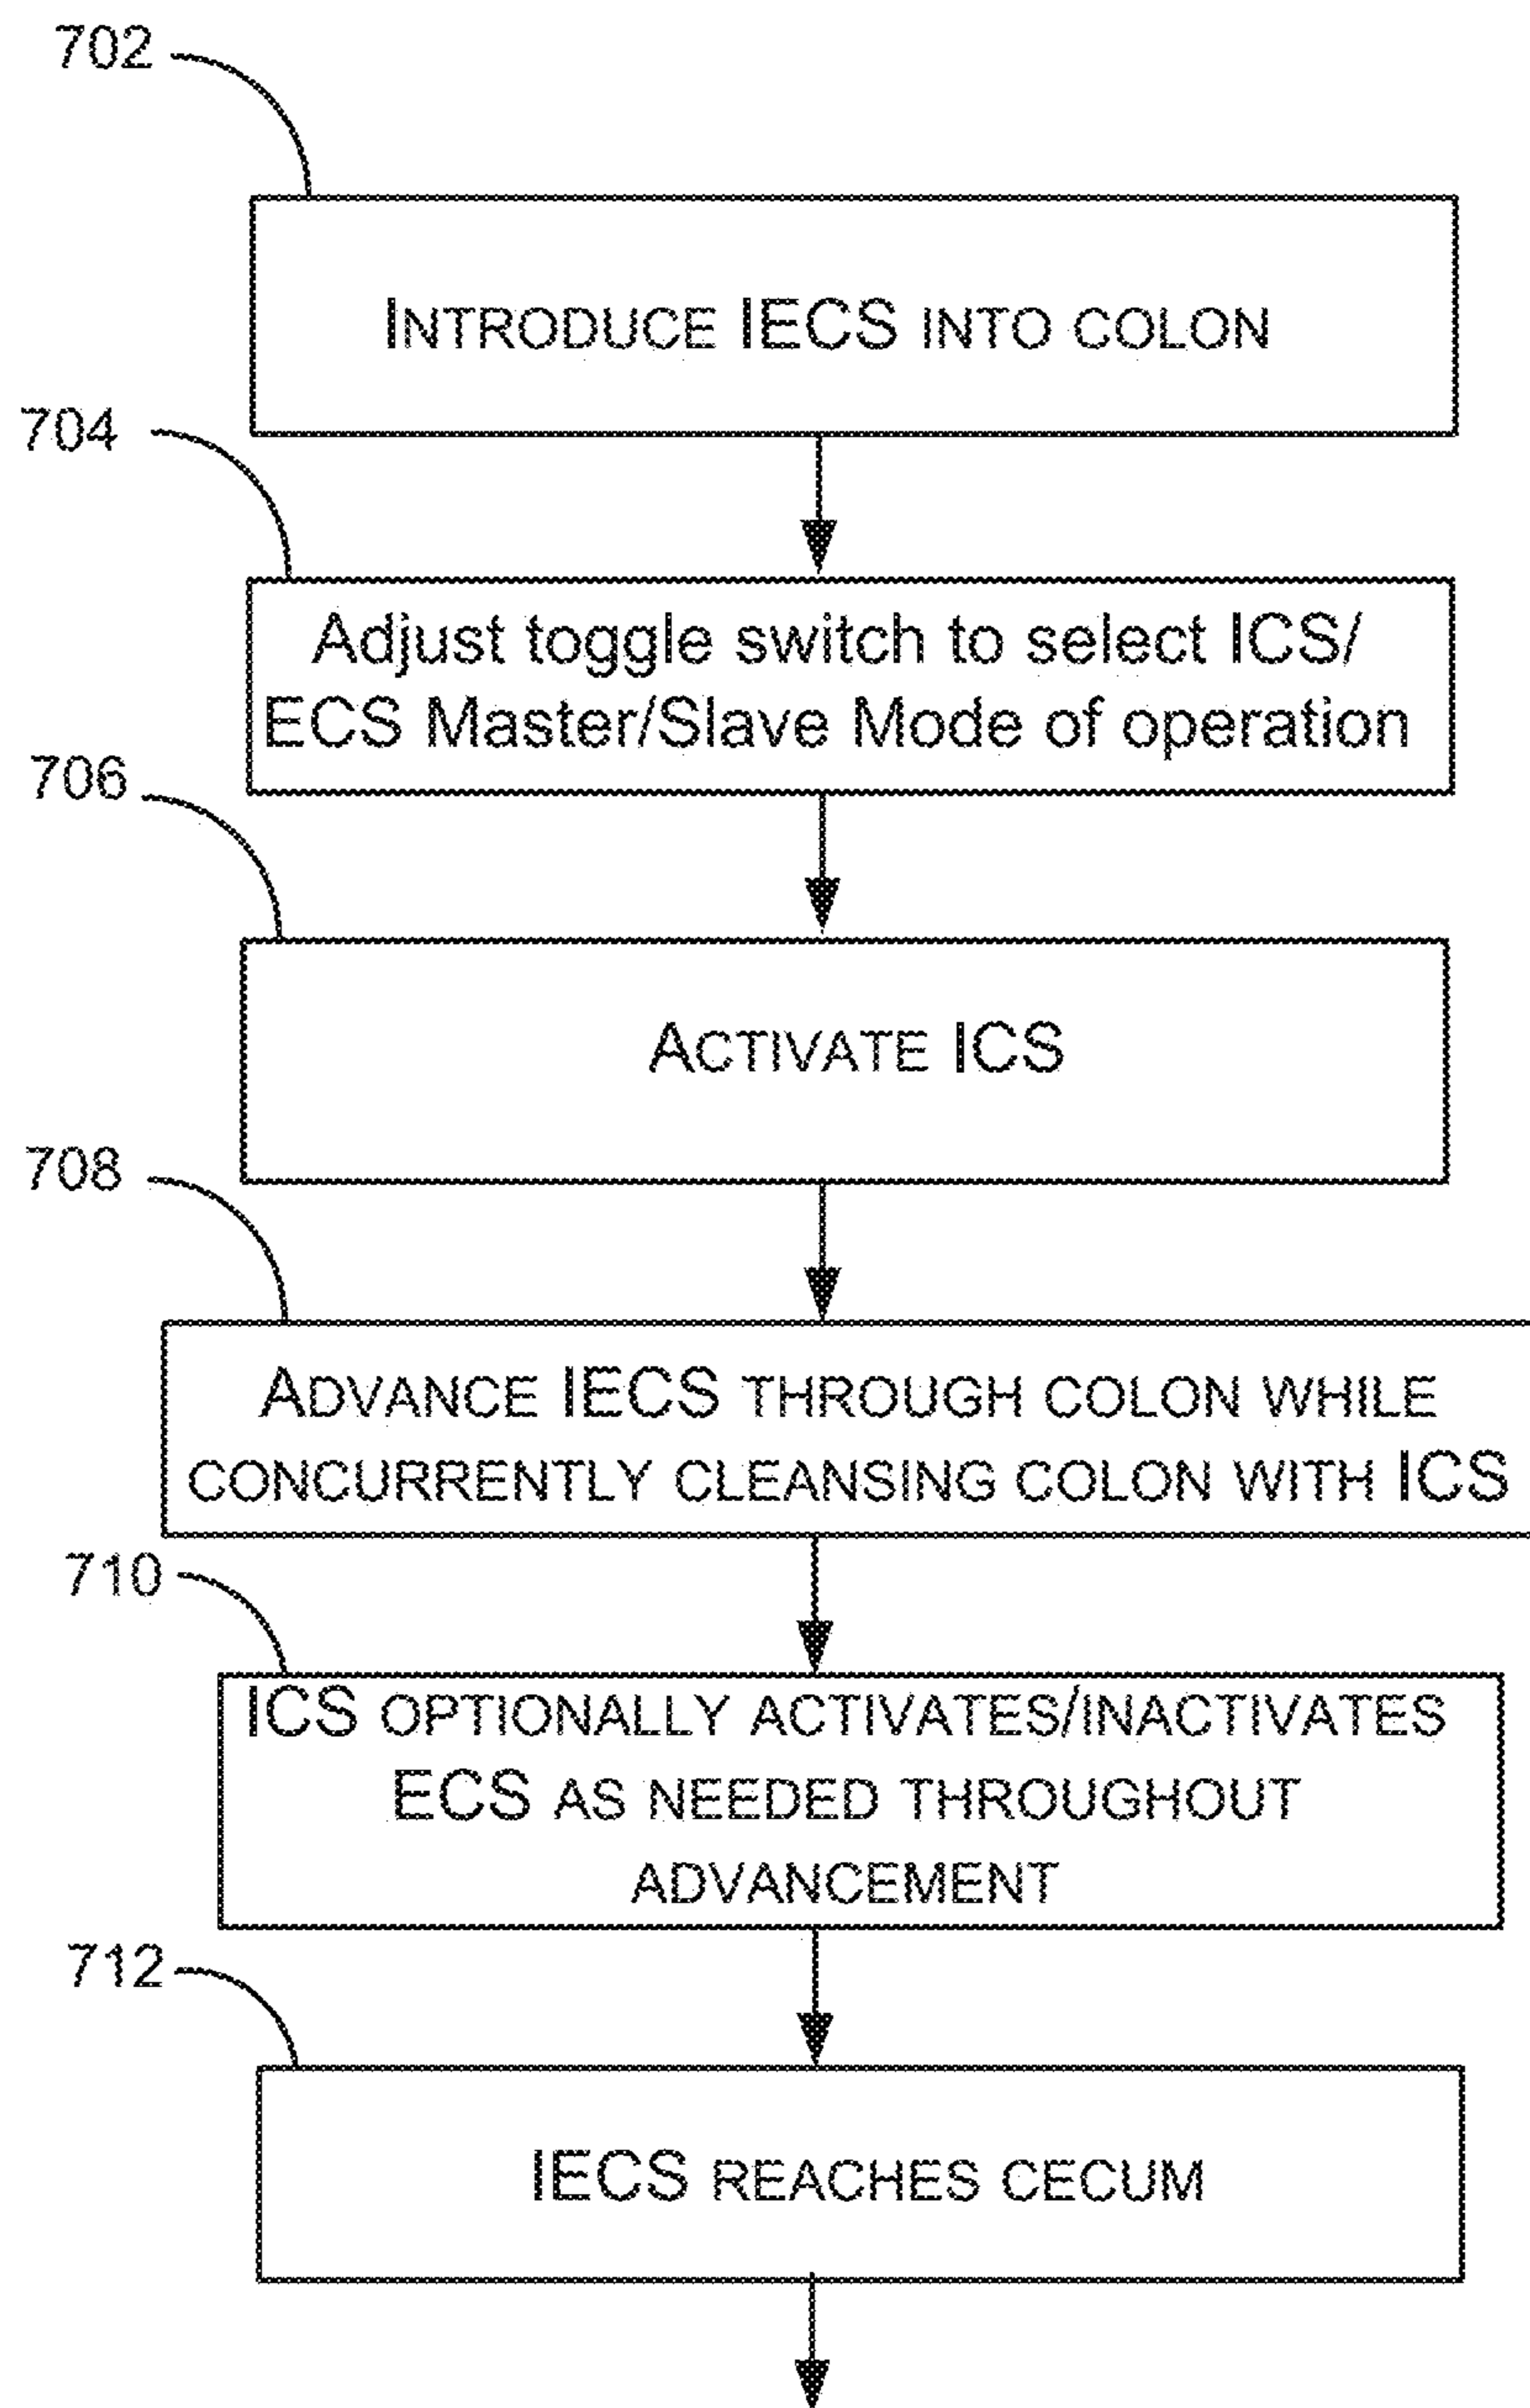 702
INTRODUCE IECS INTO COLON
704
Adjust toggle switch to select ICS/
ECS Master/Slave Mode of operation
706
ACTIVATE ICS
708
ADVANCE IECS THROUGH COLON WHILE
CONCURRENTLY CLEANSING COLON WITH ICS
710
ICS OPTIONALLY ACTIVATES/INACTIVATES
ECS AS NEEDED THROUGHOUT
ADVANCEMENT
712
IECS REACHES CECUM